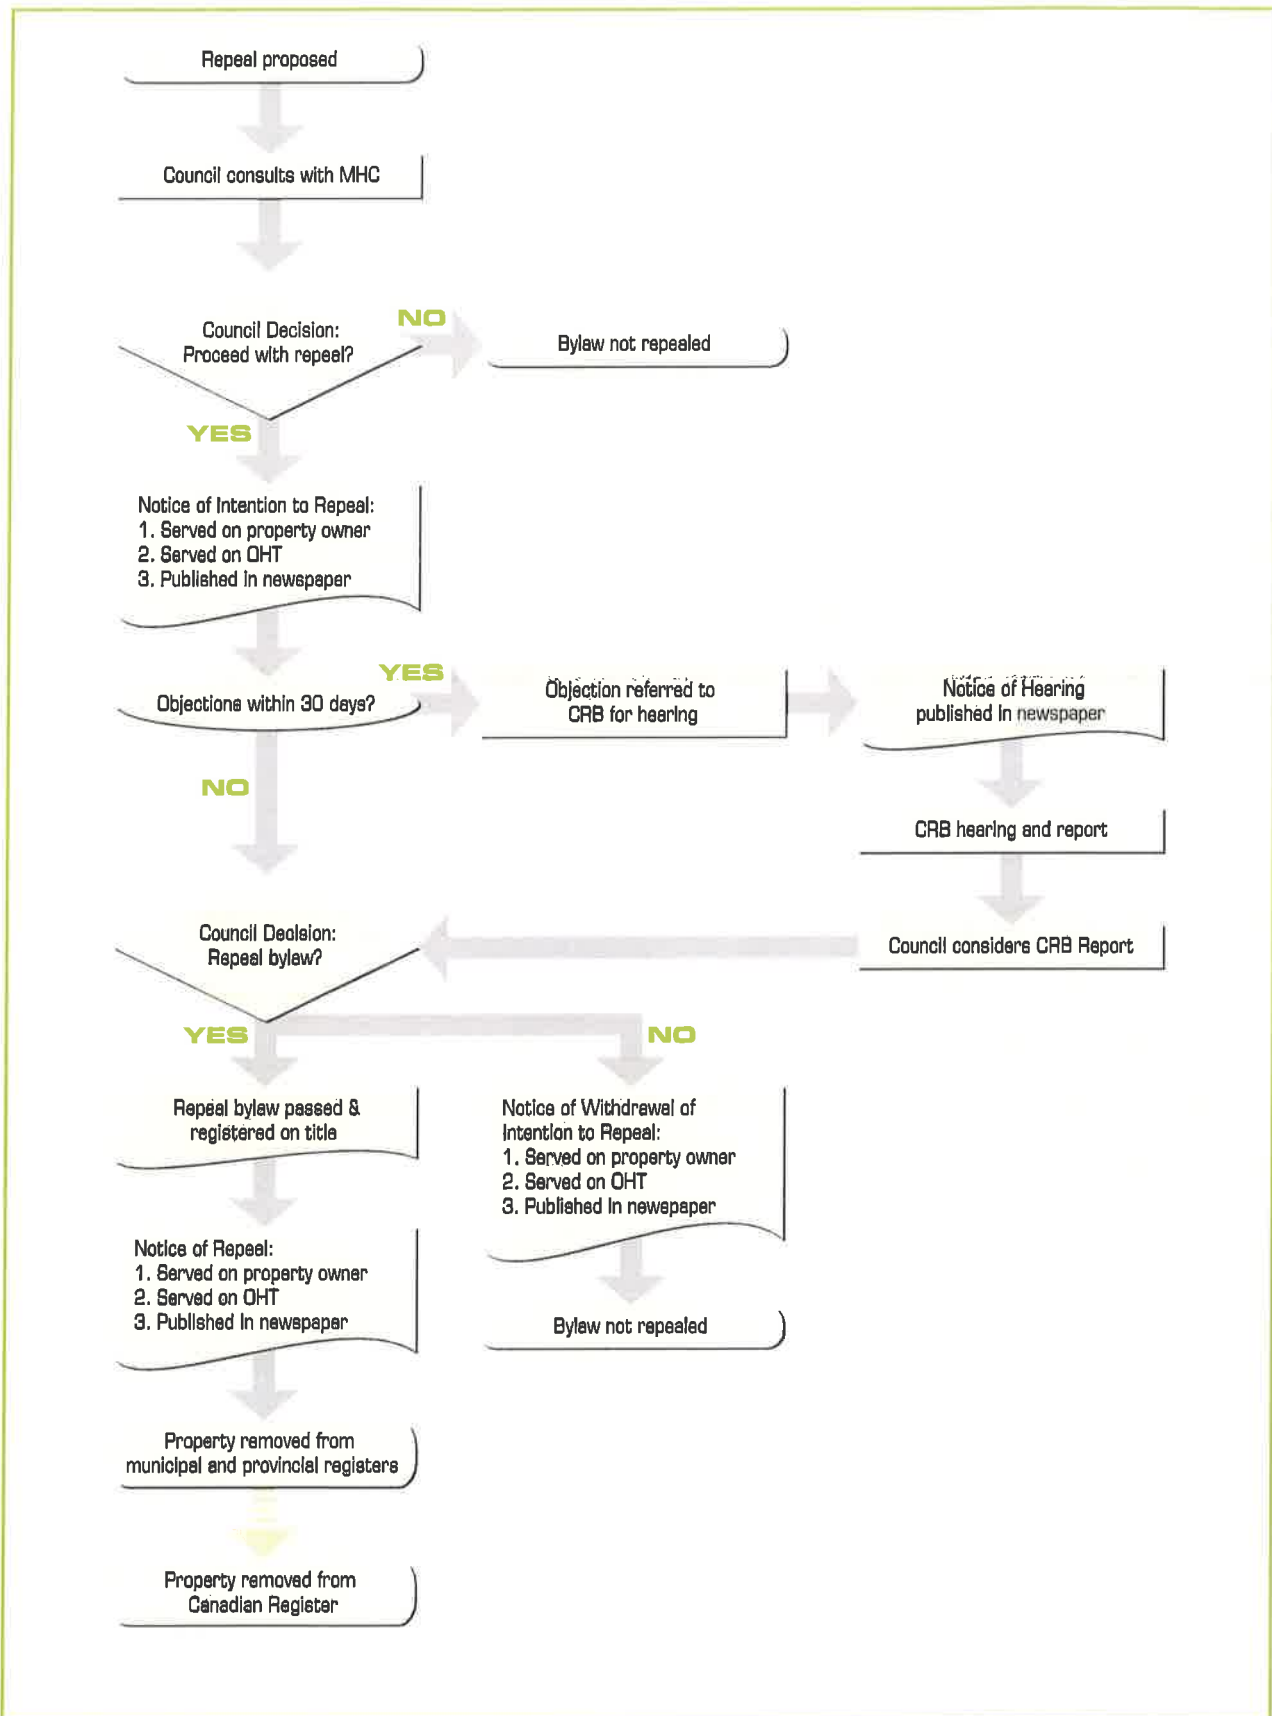 Repeal proposed
Council consults with MHC
Council Decision:
Proceed with repeal?
NO
Bylaw not repealed
YES
Notice of Intention to Repeal:
1. Served on property owner
2. Served on OHT
3. Published in newspaper
Objections within 30 days?
YES
Objection referred to
CRB for hearing
Notice of Hearing
published in newspaper
NO
CRB hearing and report
Council considers CRB Report
Council Decision:
Repeal bylaw?
YES
NO
Repeal bylaw passed &
registered on title
Notice of Withdrawal of
Intention to Repeal:
1. Served on property owner
2. Served on OHT
3. Published in newspaper
Notice of Repeal:
1. Served on property owner
2. Served on OHT
3. Published in newspaper
Bylaw not repealed
Property removed from
municipal and provincial registers
Property removed from
Canadian Register